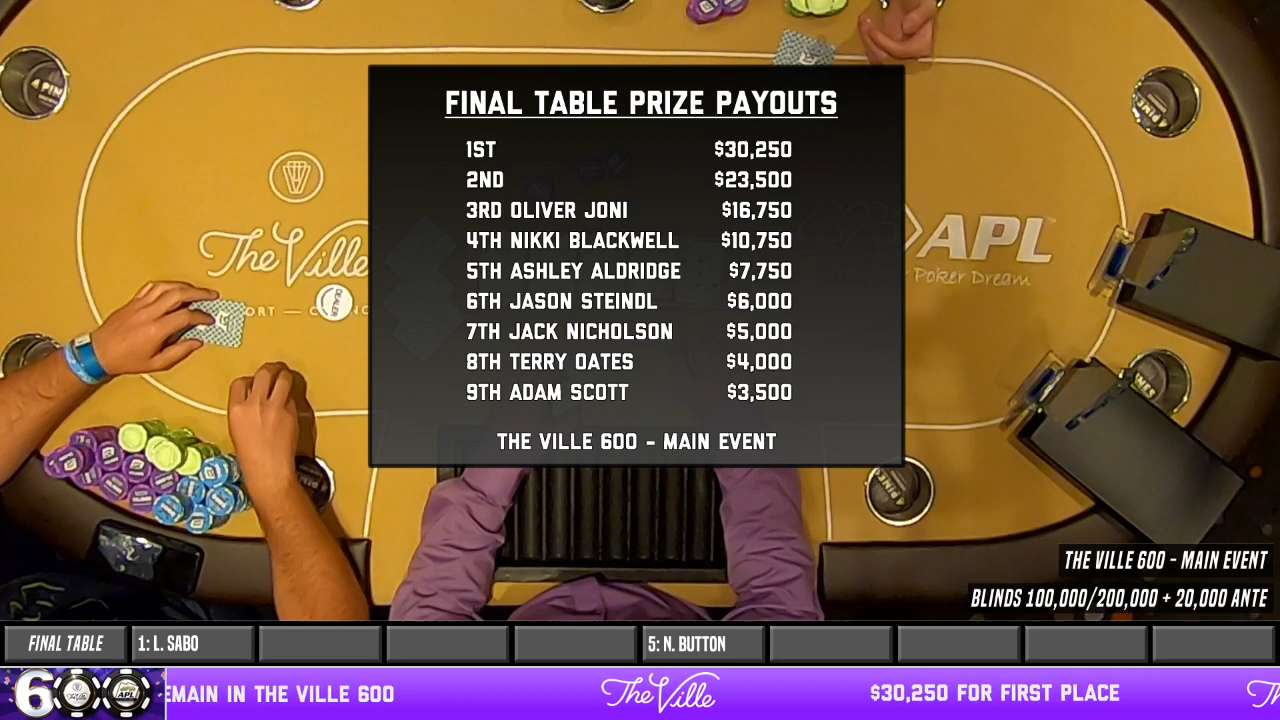 FINAL TABLE PRIZE PAYOUTS
1ST $30,250
2ND $23,500
3RD OLIVER JONI $16,750
4TH NIKKI BLACKWELL $10,750
5TH ASHLEY ALDRIDGE $7,750
6TH JASON STEINDL $6,000
7TH JACK NICHOLSON $5,000
8TH TERRY OATES $4,000
9TH ADAM SCOTT $3,500
THE VILLE 600 - MAIN EVENT
The Ville
DEALER
APL
Poker Dream
THE VILLE 600 - MAIN EVENT
BLINDS 100,000/200,000 + 20,000 ANTE
FINAL TABLE
1: L. SABO
5: N. BUTTON
600
EMAIN IN THE VILLE 600
The Ville
$30,250 FOR FIRST PLACE